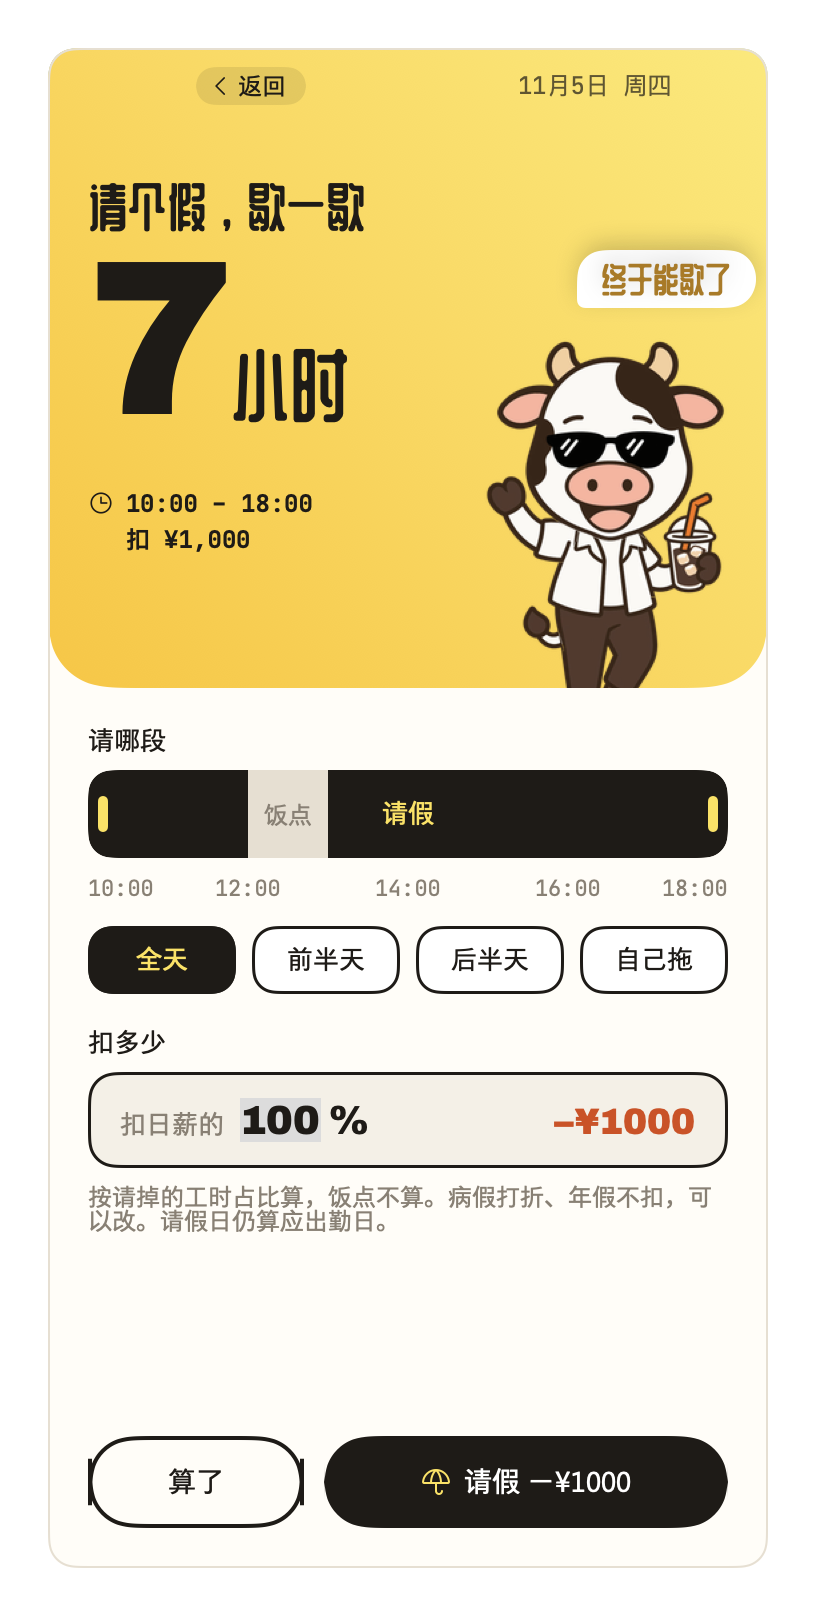 返回
11月5日 周四
请个假，歇一歇
终于能歇了
7小时
10:00 – 18:00
扣 ¥1,000
请哪段
饭点
请假
10:00 12:00 14:00 16:00 18:00
全天 前半天 后半天 自己拖
扣多少
扣日薪的 100 % –¥1000
按请掉的工时占比算，饭点不算。病假打折、年假不扣，可
以改。请假日仍算应出勤日。
算了
请假 –¥1000